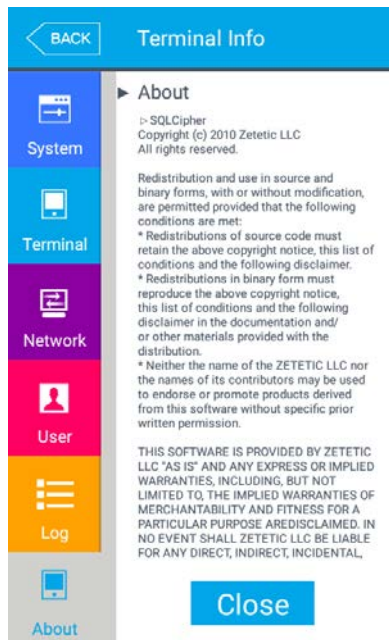 BACK
Terminal Info
System
Terminal
Network
User
Log
About
▶ About
▷ SQLCipher
Copyright (c) 2010 Zetetic LLC
All rights reserved.
Redistribution and use in source and
binary forms, with or without modification,
are permitted provided that the following
conditions are met:
* Redistributions of source code must
retain the above copyright notice, this list of
conditions and the following disclaimer.
* Redistributions in binary form must
reproduce the above copyright notice,
this list of conditions and the following
disclaimer in the documentation and/
or other materials provided with the
distribution.
* Neither the name of the ZETETIC LLC nor
the names of its contributors may be used
to endorse or promote products derived
from this software without specific prior
written permission.
THIS SOFTWARE IS PROVIDED BY ZETETIC
LLC "AS IS" AND ANY EXPRESS OR IMPLIED
WARRANTIES, INCLUDING, BUT NOT
LIMITED TO, THE IMPLIED WARRANTIES OF
MERCHANTABILITY AND FITNESS FOR A
PARTICULAR PURPOSE AREDISCLAIMED. IN
NO EVENT SHALL ZETETIC LLC BE LIABLE
FOR ANY DIRECT, INDIRECT, INCIDENTAL,
Close